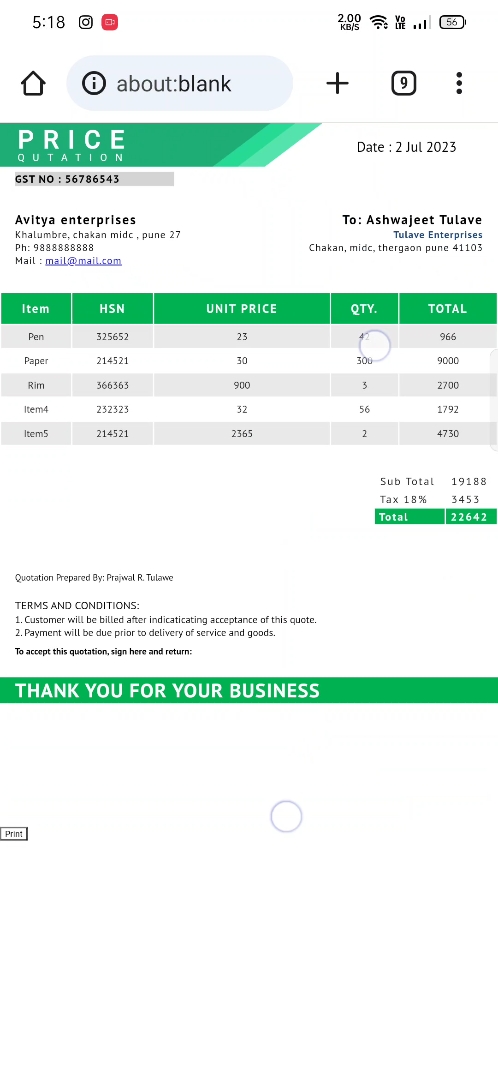 5:18 2.00 KB/S Vo LTE 56
about:blank 9
PRICE
QUTATION
Date : 2 Jul 2023
GST NO : 56786543
Avitya enterprises
Khalumbre, chakan midc , pune 27
Ph: 9888888888
Mail : mail@mail.com
To: Ashwajeet Tulave
Tulave Enterprises
Chakan, midc, thergaon pune 41103
Item HSN UNIT PRICE QTY. TOTAL
Pen 325652 23 42 966
Paper 214521 30 300 9000
Rim 366363 900 3 2700
Item4 232323 32 56 1792
Item5 214521 2365 2 4730
Sub Total 19188
Tax 18% 3453
Total 22642
Quotation Prepared By: Prajwal R. Tulawe
TERMS AND CONDITIONS:
1. Customer will be billed after indicaticating acceptance of this quote.
2. Payment will be due prior to delivery of service and goods.
To accept this quotation, sign here and return:
THANK YOU FOR YOUR BUSINESS
Print